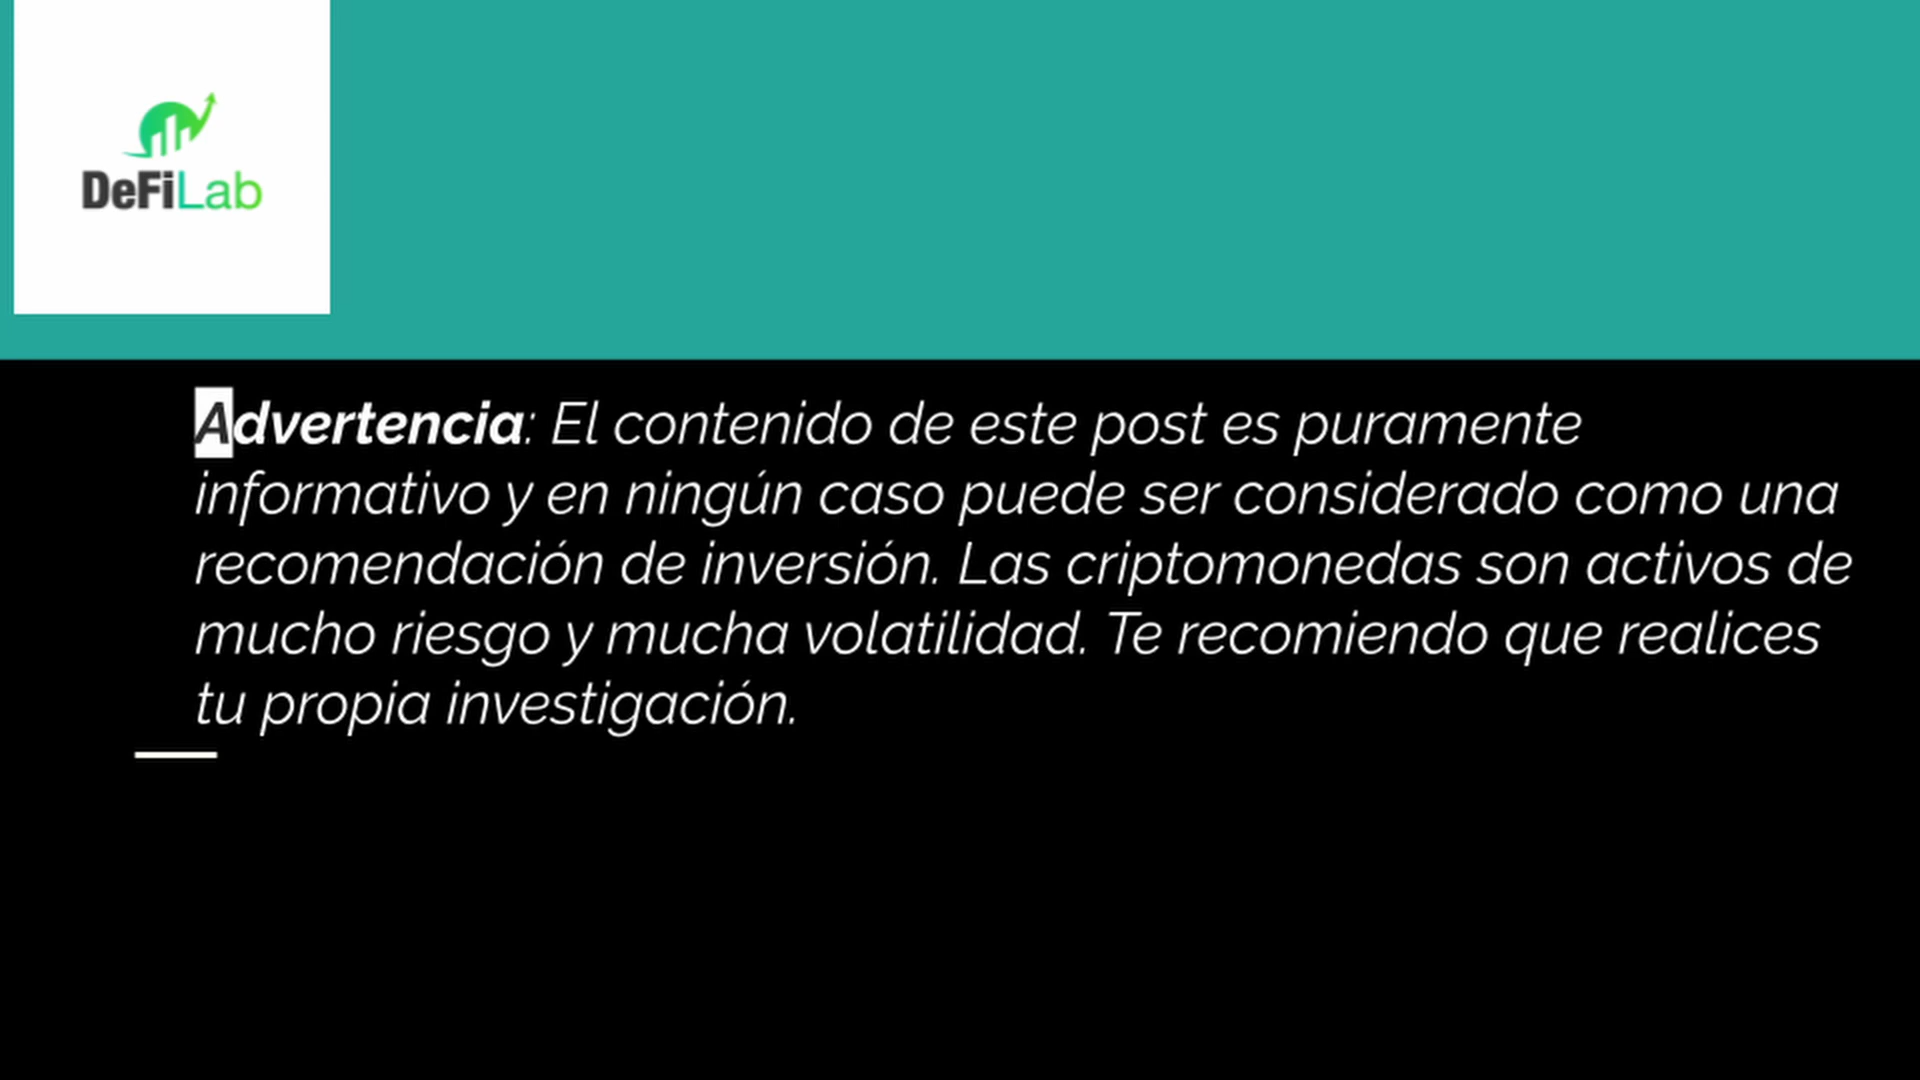 DeFiLab
Advertencia: El contenido de este post es puramente
informativo y en ningún caso puede ser considerado como una
recomendación de inversión. Las criptomonedas son activos de
mucho riesgo y mucha volatilidad. Te recomiendo que realices
tu propia investigación.